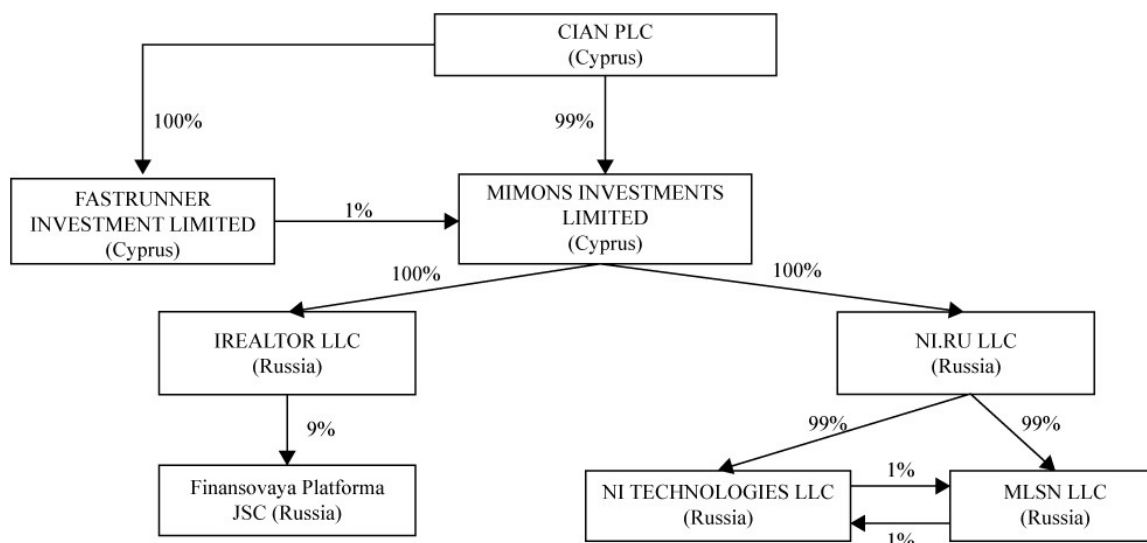 CIAN PLC
(Cyprus)
100%
99%
FASTRUNNER
INVESTMENT LIMITED
(Cyprus)
1%
MIMONS INVESTMENTS
LIMITED
(Cyprus)
100%
100%
IREALTOR LLC
(Russia)
NI.RU LLC
(Russia)
9%
99%
99%
Finansovaya Platforma
JSC (Russia)
NI TECHNOLOGIES LLC
(Russia)
1%
MLSN LLC
(Russia)
1%